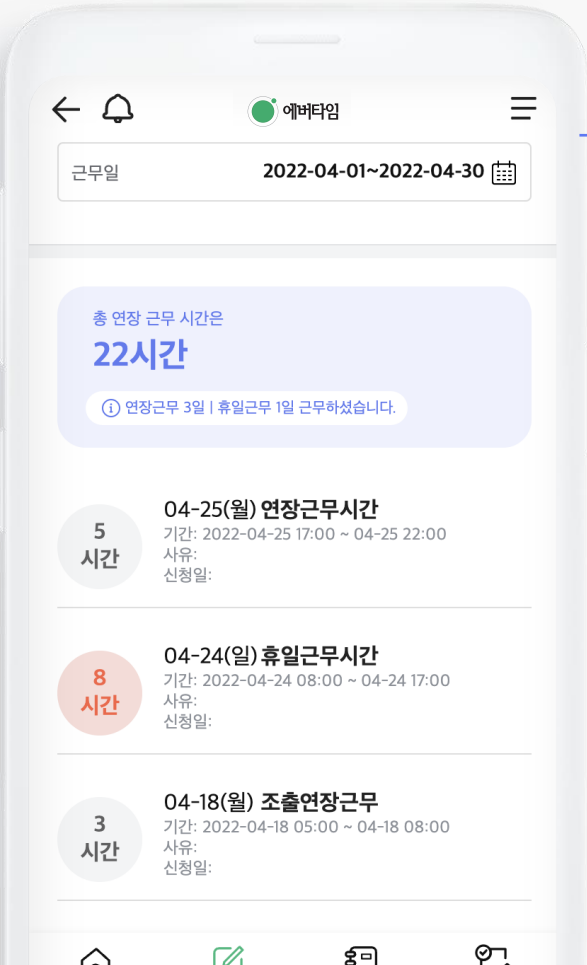 에버타임
근무일 2022-04-01~2022-04-30
총 연장 근무 시간은
22시간
연장근무 3일 | 휴일근무 1일 근무하셨습니다.
5
시간
04-25(월) 연장근무시간
기간: 2022-04-25 17:00 ~ 04-25 22:00
사유:
신청일:
8
시간
04-24(일) 휴일근무시간
기간: 2022-04-24 08:00 ~ 04-24 17:00
사유:
신청일:
3
시간
04-18(월) 조출연장근무
기간: 2022-04-18 05:00 ~ 04-18 08:00
사유:
신청일: